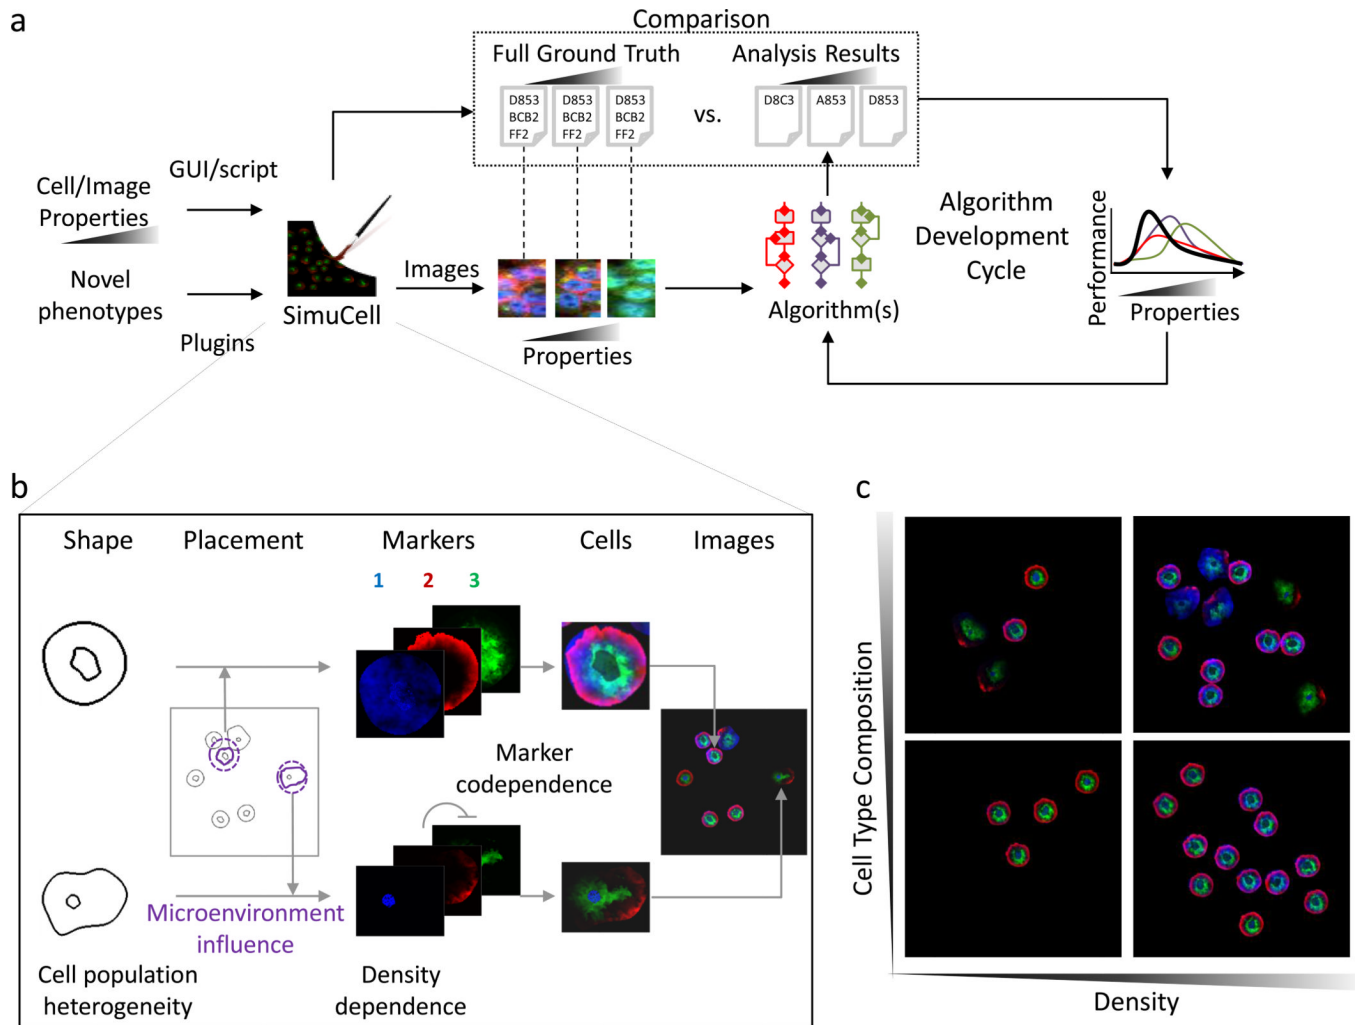 a
Comparison
Full Ground Truth
Analysis Results
D853
BCB2
FF2
D853
BCB2
FF2
D853
BCB2
FF2
vs.
D8C3
A853
D853
Cell/Image
Properties
GUI/script
Novel
phenotypes
Plugins
SimuCell
Images
Properties
Algorithm(s)
Algorithm
Development
Cycle
Performance
Properties
b
Shape
Placement
Markers
Cells
Images
1
2
3
Marker
codependence
Microenvironment
influence
Cell population
heterogeneity
Density
dependence
c
Cell Type Composition
Density